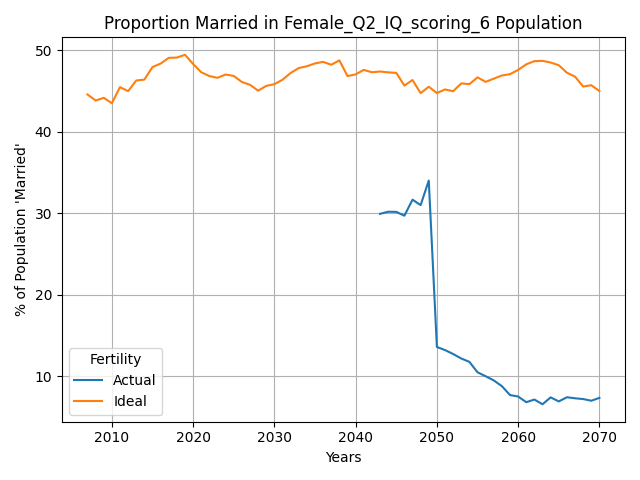 Proportion Married in Female_Q2_IQ_scoring_6 Population
% of Population 'Married'
50
40
30
20
10
Fertility
Actual
Ideal
2010 2020 2030 2040 2050 2060 2070
Years